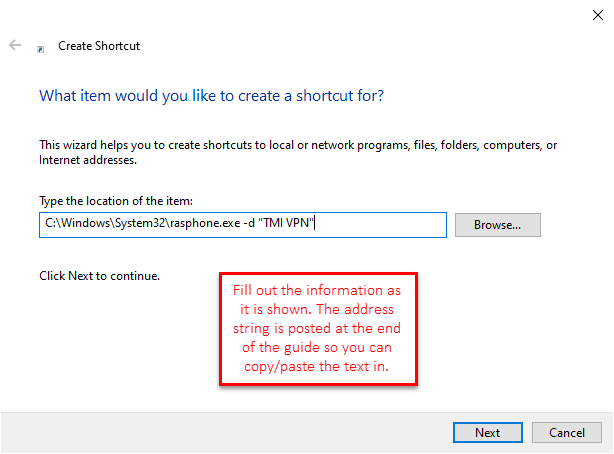 Create Shortcut
What item would you like to create a shortcut for?
This wizard helps you to create shortcuts to local or network programs, files, folders, computers, or
Internet addresses.
Type the location of the item:
C:\Windows\System32\rasphone.exe -d "TMI VPN"
Browse...
Click Next to continue.
Fill out the information as
it is shown. The address
string is posted at the end
of the guide so you can
copy/paste the text in.
Next
Cancel